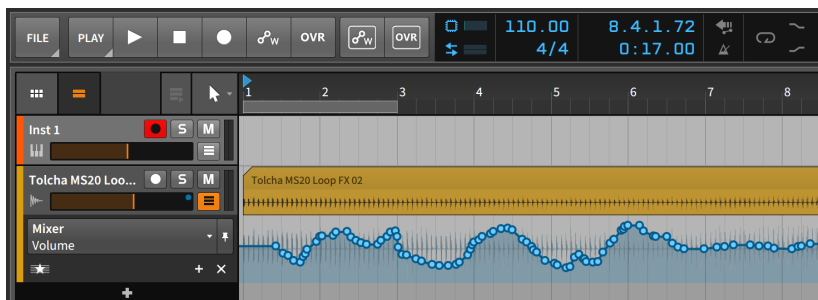 FILE PLAY W OVR W OVR 110.00 8.4.1.72
4/4 0:17.00
1 2 3 4 5 6 7 8
Inst 1 S M
Tolcha MS20 Loo... S M Tolcha MS20 Loop FX 02
Mixer
Volume